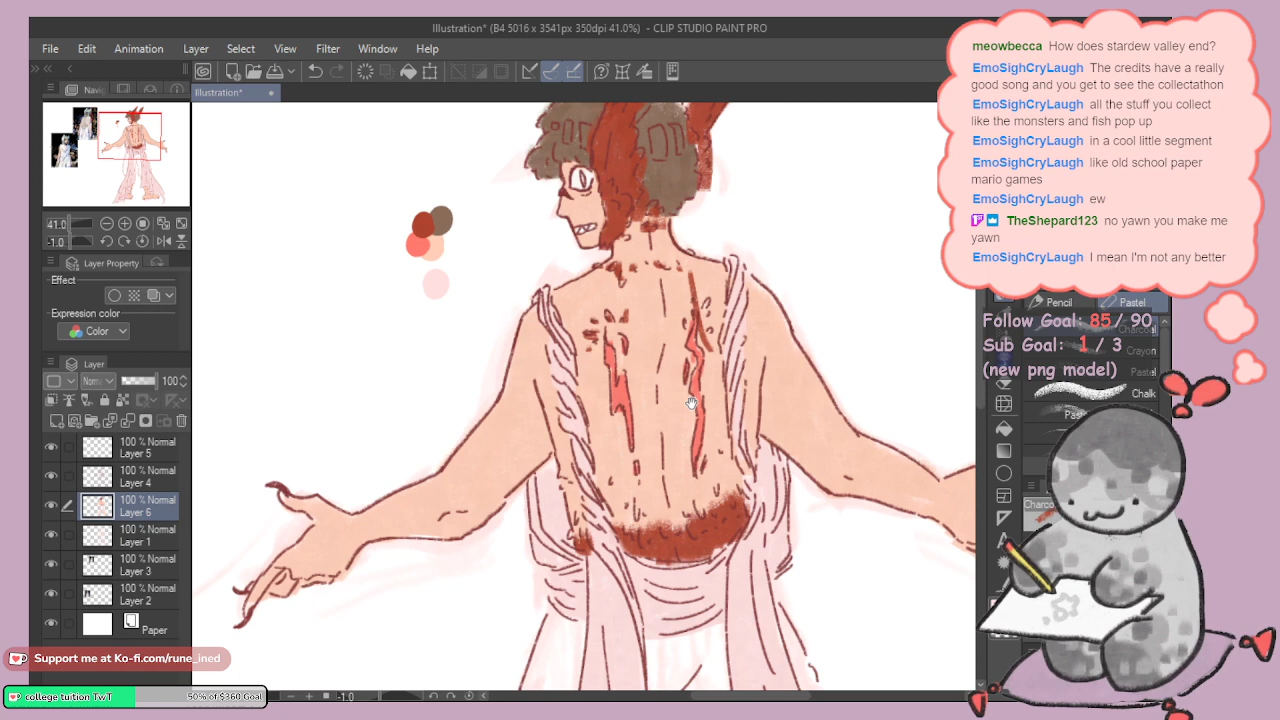 Illustration* (B4 5016 x 3541px 350dpi 41.0%) - CLIP STUDIO PAINT PRO
File Edit Animation Layer Select View Filter Window Help
Illustration*
41.0
-1.0
Layer Property
Effect
Expression color
Color
Layer
100
100 % Normal
Layer 5
100 % Normal
Layer 4
100 % Normal
Layer 6
100 % Normal
Layer 1
100 % Normal
Layer 3
100 % Normal
Layer 2
Paper
-1.0
meowbecca How does stardew valley end?
EmoSighCryLaugh The credits have a really
good song and you get to see the collectathon
EmoSighCryLaugh all the stuff you collect
like the monsters and fish pop up
EmoSighCryLaugh in a cool little segment
EmoSighCryLaugh like old school paper
mario games
EmoSighCryLaugh ew
TheShepard123 no yawn you make me
yawn
EmoSighCryLaugh I mean I'm not any better
Pencil Pastel
Follow Goal: 85 / 90
Charcoal
Sub Goal: 1 / 3
Crayon
(new png model)
Pastel
Chalk
Support me at Ko-fi.com/rune_ined
college tuition TwT 50% of $360 Goal